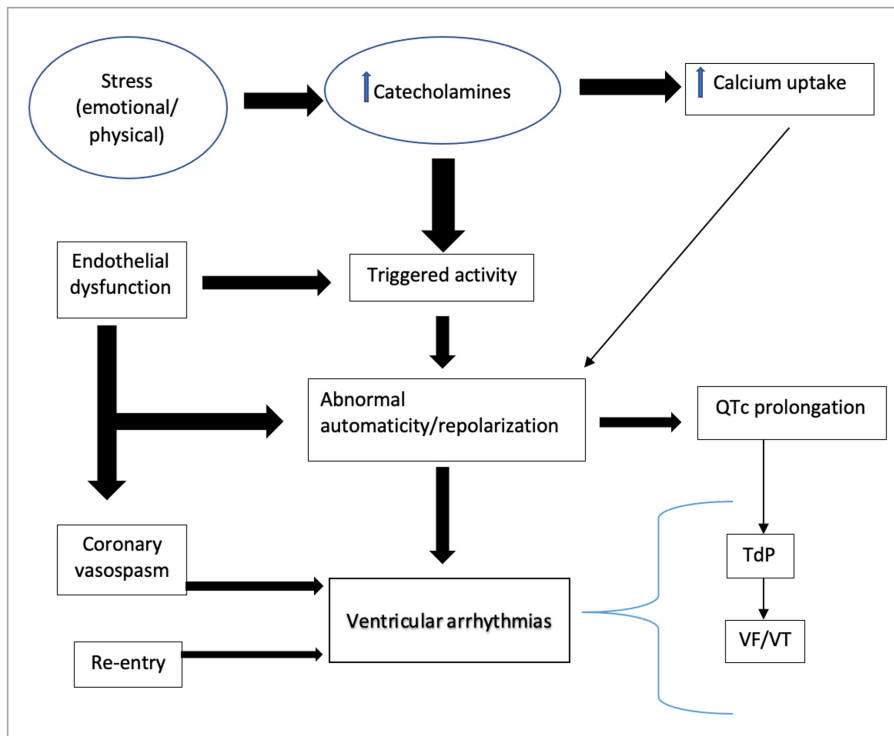 Stress
(emotional/
physical)
Catecholamines
Calcium uptake
Endothelial
dysfunction
Triggered activity
Abnormal
automaticity/repolarization
QTc prolongation
Coronary
vasospasm
TdP
Ventricular arrhythmias
VF/VT
Re-entry